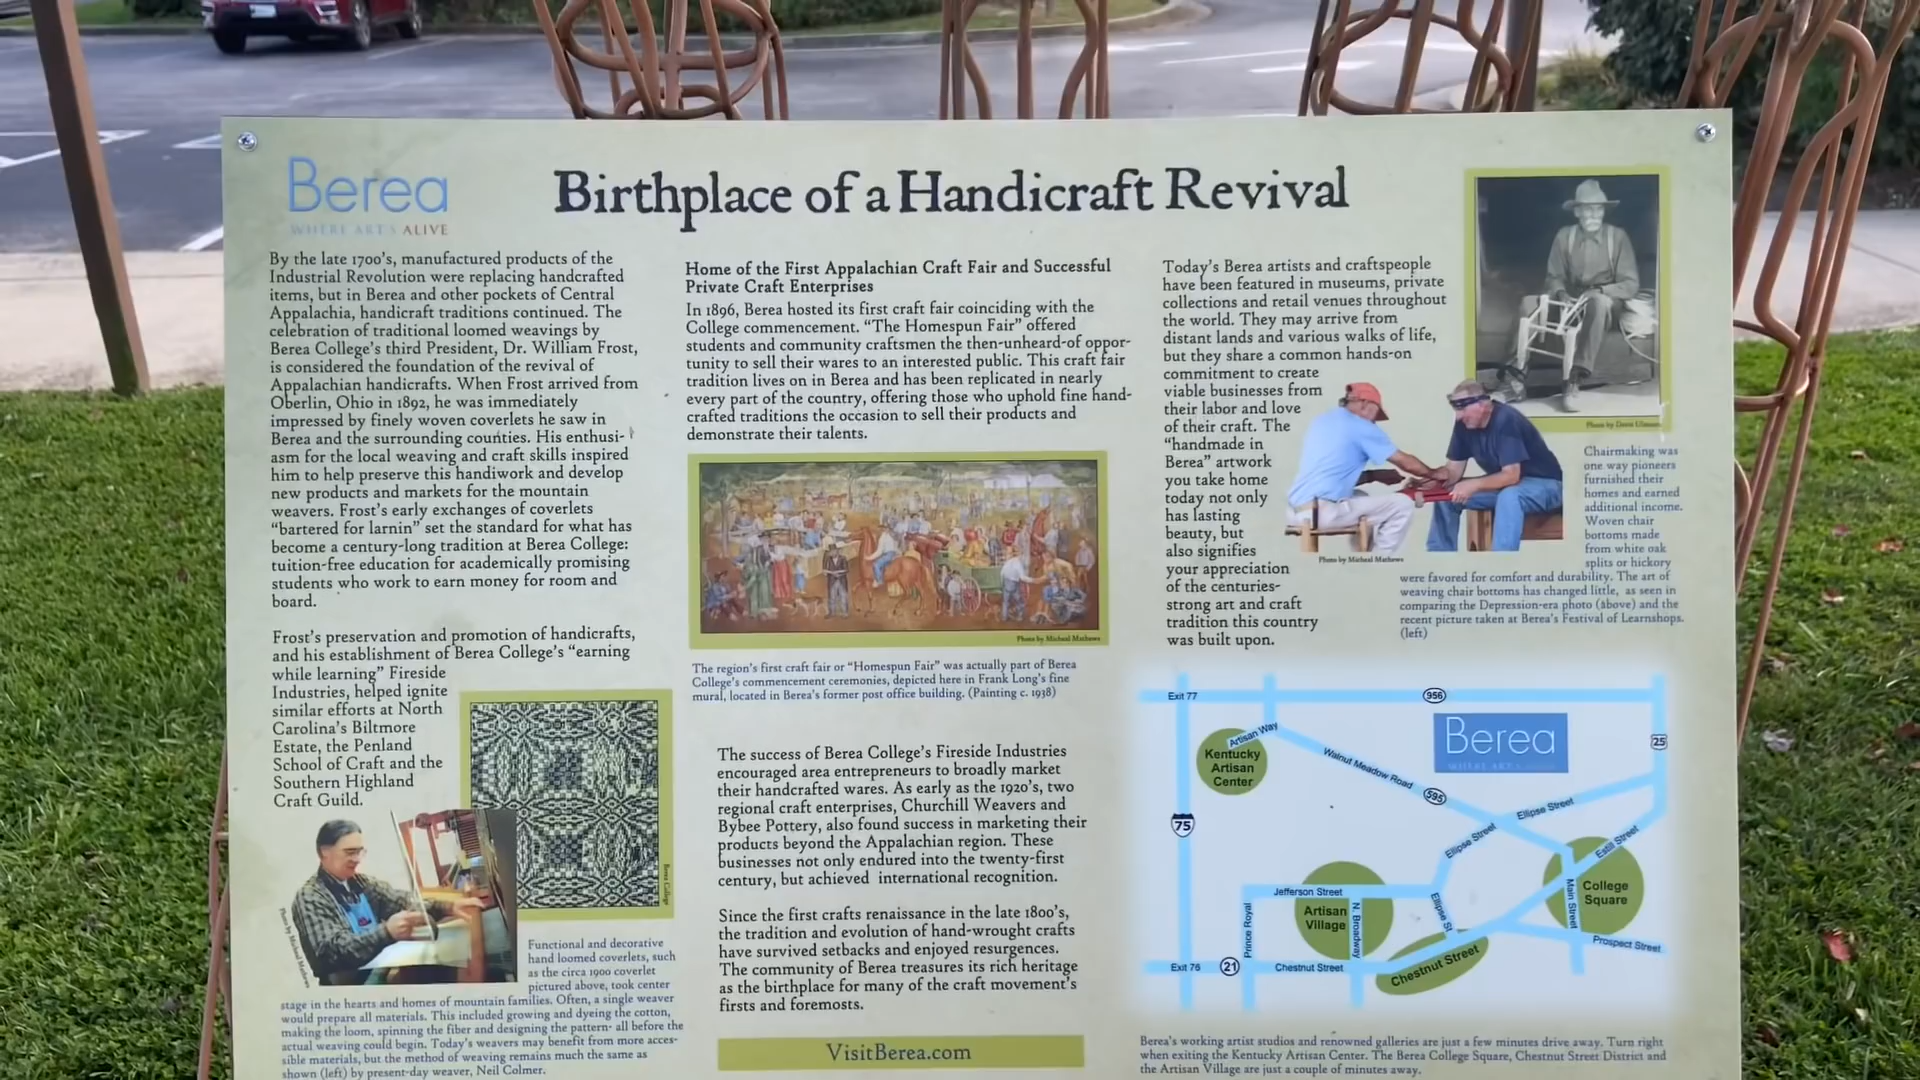 Berea
WHERE ART'S ALIVE
Birthplace of a Handicraft Revival
By the late 1700's, manufactured products of the
Industrial Revolution were replacing handcrafted
items, but in Berea and other pockets of Central
Appalachia, handicraft traditions continued. The
celebration of traditional loomed weavings by
Berea College's third President, Dr. William Frost,
is considered the foundation of the revival of
Appalachian handicrafts. When Frost arrived from
Oberlin, Ohio in 1892, he was immediately
impressed by finely woven coverlets he saw in
Berea and the surrounding counties. His enthusi-
asm for the local weaving and craft skills inspired
him to help preserve this handiwork and develop
new products and markets for the mountain
weavers. Frost's early exchanges of coverlets
"bartered for larnin" set the standard for what has
become a century-long tradition at Berea College:
tuition-free education for academically promising
students who work to earn money for room and
board.
Frost's preservation and promotion of handicrafts,
and his establishment of Berea College's "earning
while learning" Fireside
Industries, helped ignite
similar efforts at North
Carolina's Biltmore
Estate, the Penland
School of Craft and the
Southern Highland
Craft Guild.
Berea College
Photo by Micheal Mathews
Functional and decorative
hand loomed coverlets, such
as the circa 1900 coverlet
pictured above, took center
stage in the hearts and homes of mountain families. Often, a single weaver
would prepare all materials. This included growing and dyeing the cotton,
making the loom, spinning the fiber and designing the pattern- all before the
actual weaving could begin. Today's weavers may benefit from more acces-
sible materials, but the method of weaving remains much the same as
shown (left) by present-day weaver, Neil Colmer.
Home of the First Appalachian Craft Fair and Successful
Private Craft Enterprises
In 1896, Berea hosted its first craft fair coinciding with the
College commencement. "The Homespun Fair" offered
students and community craftsmen the then-unheard-of oppor-
tunity to sell their wares to an interested public. This craft fair
tradition lives on in Berea and has been replicated in nearly
every part of the country, offering those who uphold fine hand-
crafted traditions the occasion to sell their products and
demonstrate their talents.
Photo by Micheal Mathews
The region's first craft fair or "Homespun Fair" was actually part of Berea
College's commencement ceremonies, depicted here in Frank Long's fine
mural, located in Berea's former post office building. (Painting c. 1938)
The success of Berea College's Fireside Industries
encouraged area entrepreneurs to broadly market
their handcrafted wares. As early as the 1920's, two
regional craft enterprises, Churchill Weavers and
Bybee Pottery, also found success in marketing their
products beyond the Appalachian region. These
businesses not only endured into the twenty-first
century, but achieved international recognition.
Since the first crafts renaissance in the late 1800's,
the tradition and evolution of hand-wrought crafts
have survived setbacks and enjoyed resurgences.
The community of Berea treasures its rich heritage
as the birthplace for many of the craft movement's
firsts and foremosts.
VisitBerea.com
Today's Berea artists and craftspeople
have been featured in museums, private
collections and retail venues throughout
the world. They may arrive from
distant lands and various walks of life,
but they share a common hands-on
commitment to create
viable businesses from
their labor and love
of their craft. The
"handmade in
Berea" artwork
you take home
today not only
has lasting
beauty, but
also signifies
your appreciation
of the centuries-
strong art and craft
tradition this country
was built upon.
Photo by Doris
Photo by Micheal Mathews
Chairmaking was
one way pioneers
furnished their
homes and earned
additional income.
Woven chair
bottoms made
from white oak
splits or hickory
were favored for comfort and durability. The art of
weaving chair bottoms has changed little, as seen in
comparing the Depression-era photo (above) and the
recent picture taken at Berea's Festival of Learnshops.
(left)
Exit 77
956
Artisan Way
Kentucky
Artisan
Center
Walnut Meadow Road
595
Berea
25
75
Ellipse Street
Ellipse Street
Estill Street
Jefferson Street
Artisan
Village
N. Broadway
Prince Royal
Ellipse St
Main Street
College
Square
Prospect Street
Exit 76
21
Chestnut Street
Chestnut Street
Berea's working artist studios and renowned galleries are just a few minutes drive away. Turn right
when exiting the Kentucky Artisan Center. The Berea College Square, Chestnut Street District and
the Artisan Village are just a couple of minutes away.